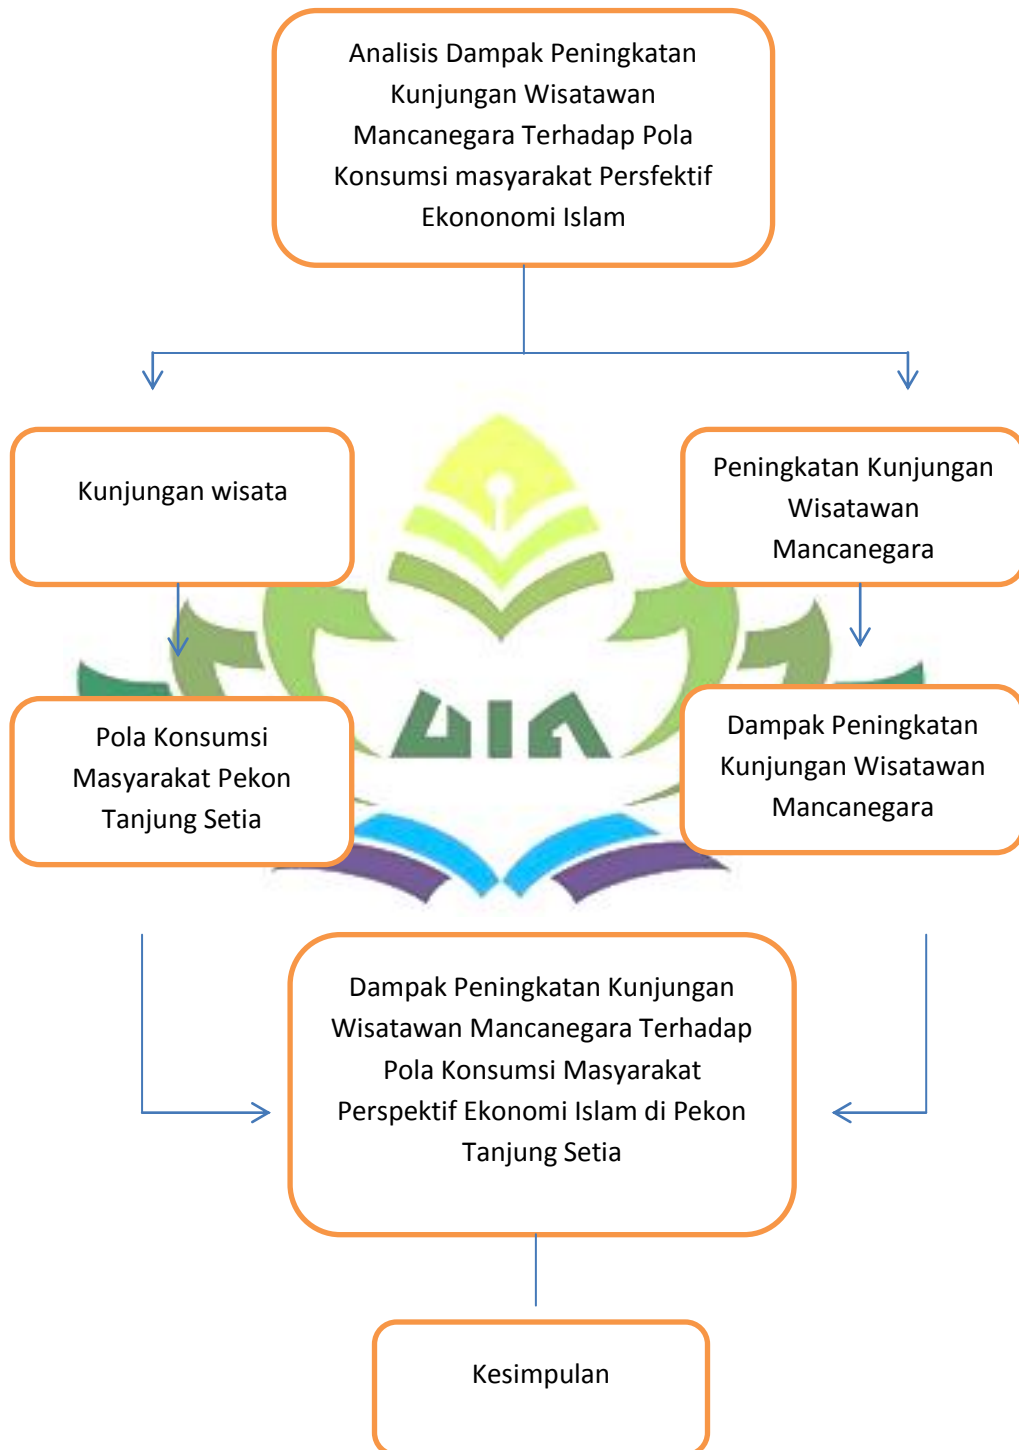 Analisis Dampak Peningkatan
Kunjungan Wisatawan
Mancanegara Terhadap Pola
Konsumsi masyarakat Persfektif
Ekononomi Islam
Kunjungan wisata
Peningkatan Kunjungan
Wisatawan
Mancanegara
Pola Konsumsi
Masyarakat Pekon
Tanjung Setia
Dampak Peningkatan
Kunjungan Wisatawan
Mancanegara
Dampak Peningkatan Kunjungan
Wisatawan Mancanegara Terhadap
Pola Konsumsi Masyarakat
Perspektif Ekonomi Islam di Pekon
Tanjung Setia
Kesimpulan